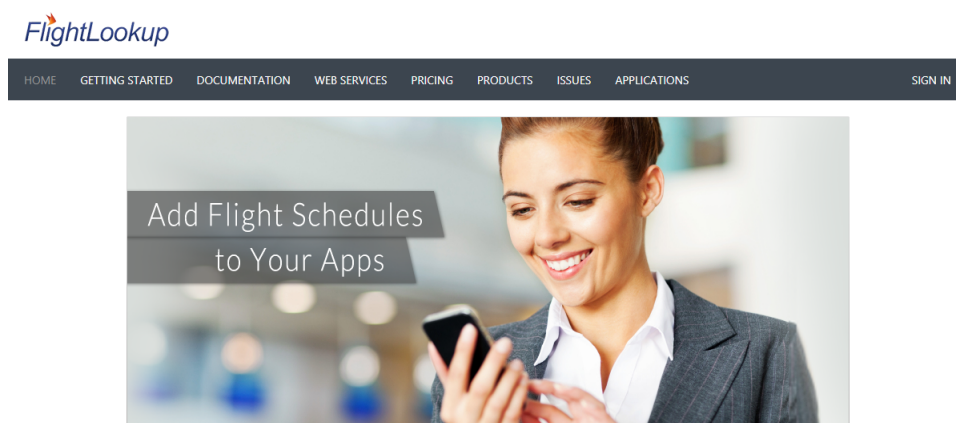 FlightLookup
HOME GETTING STARTED DOCUMENTATION WEB SERVICES PRICING PRODUCTS ISSUES APPLICATIONS SIGN IN
Add Flight Schedules
to Your Apps